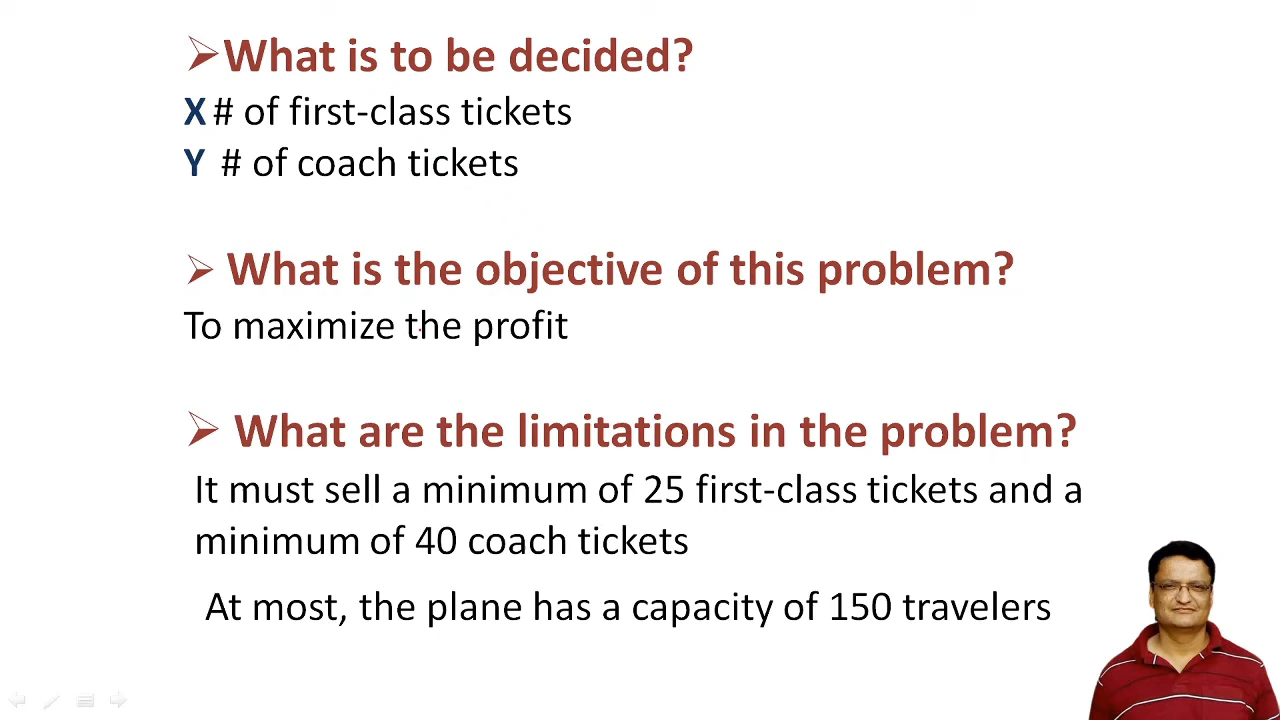 What is to be decided?
X # of first-class tickets
Y # of coach tickets
What is the objective of this problem?
To maximize the profit
What are the limitations in the problem?
It must sell a minimum of 25 first-class tickets and a
minimum of 40 coach tickets
At most, the plane has a capacity of 150 travelers